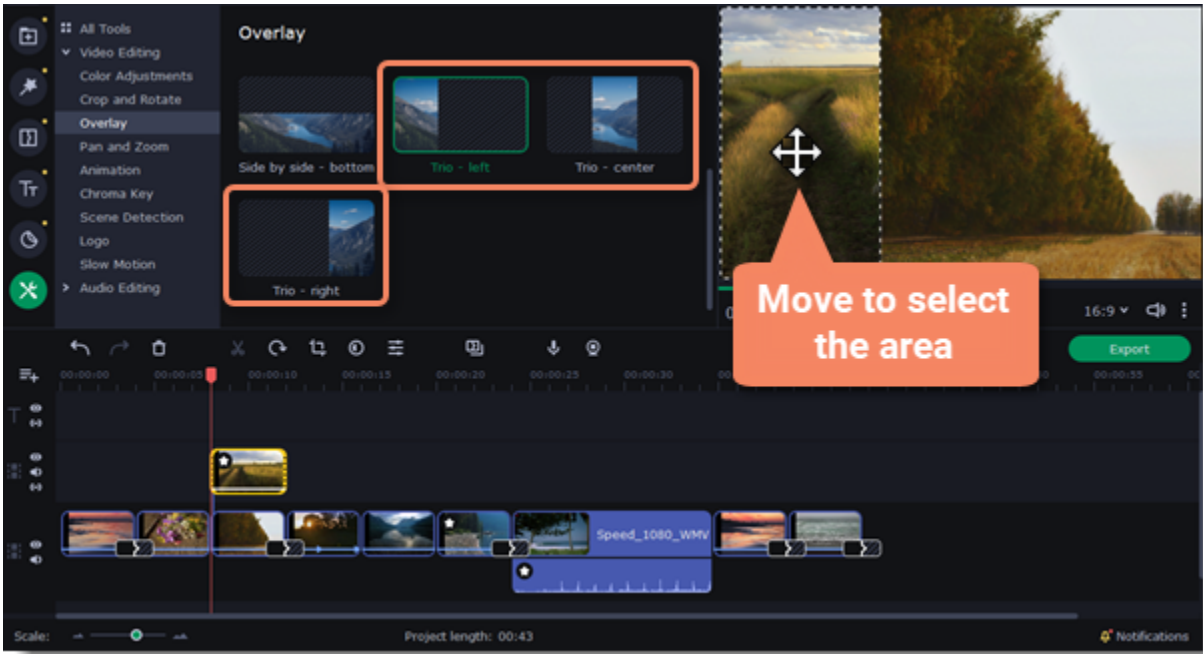 All Tools
Video Editing
Color Adjustments
Crop and Rotate
Overlay
Pan and Zoom
Animation
Chroma Key
Scene Detection
Logo
Slow Motion
Audio Editing
Overlay
Side by side - bottom
Trio - left
Trio - center
Trio - right
Move to select
the area
16:9
Export
00:00:00
00:00:05
00:00:10
00:00:15
00:00:20
00:00:25
00:00:30
00:00:55
Speed_1080_WMV
Scale:
Project length: 00:43
Notifications